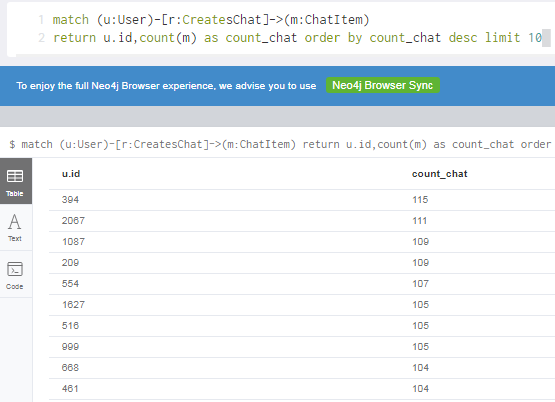 1 match (u:User)-[r:CreatesChat]->(m:ChatItem)
2 return u.id,count(m) as count_chat order by count_chat desc limit 10
To enjoy the full Neo4j Browser experience, we advise you to use Neo4j Browser Sync
$ match (u:User)-[r:CreatesChat]->(m:ChatItem) return u.id,count(m) as count_chat order
Table
Text
Code
u.id count_chat
394 115
2067 111
1087 109
209 109
554 107
1627 105
516 105
999 105
668 104
461 104